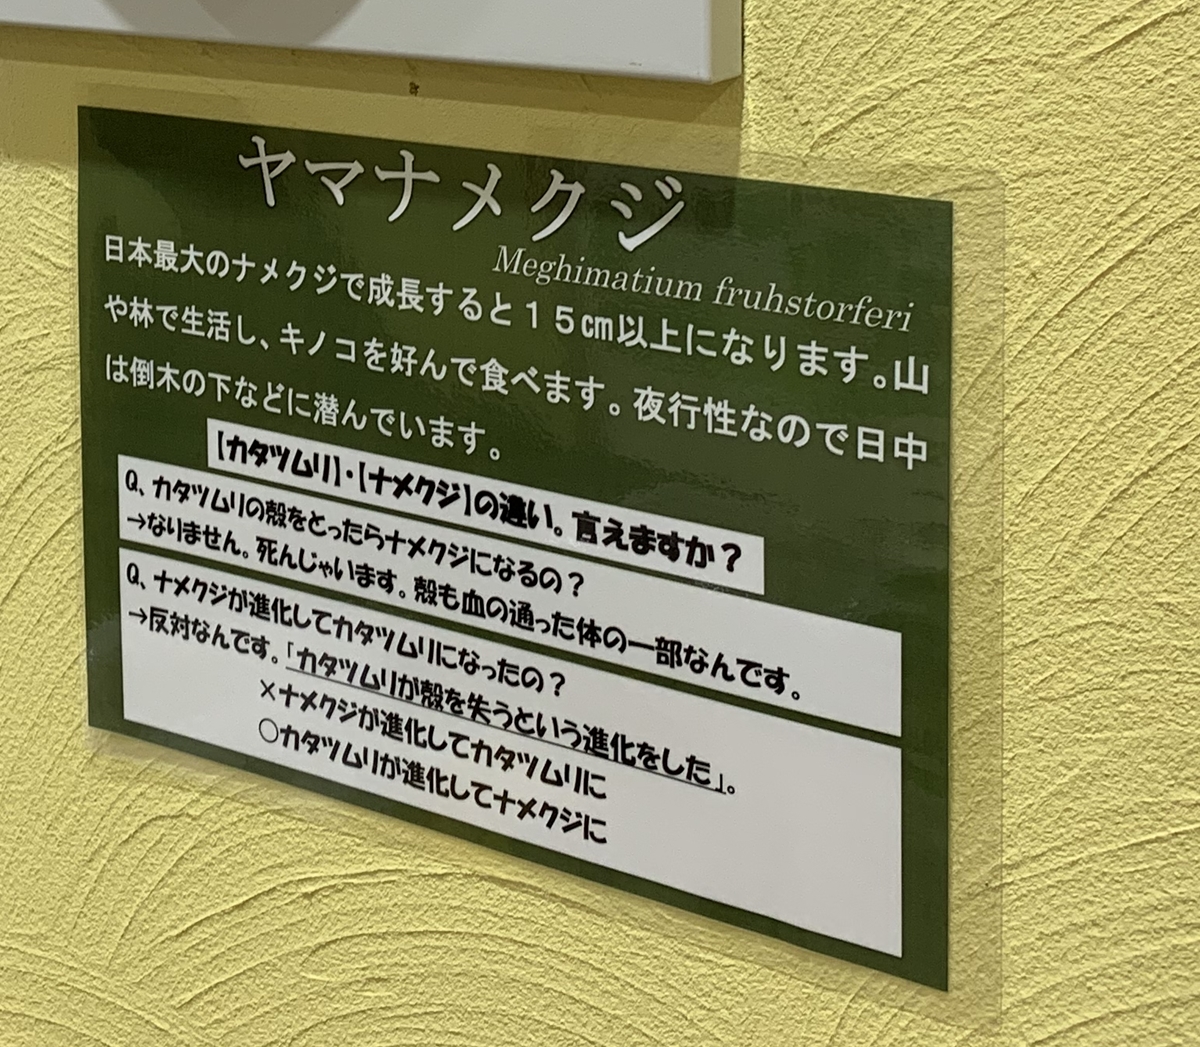 ヤマナメクジ
Meghimatium fruhstorferi
日本最大のナメクジで成長すると１５㎝以上になります。山
や林で生活し、キノコを好んで食べます。夜行性なので日中
は倒木の下などに潜んでいます。
【カタツムリ】・【ナメクジ】の違い。言えますか？
Q、カタツムリの殻をとったらナメクジになるの？
→なりません。死んじゃいます。殻も血の通った体の一部なんです。
Q、ナメクジが進化してカタツムリになったの？
→反対なんです。「カタツムリが殻を失うという進化をした」。
×ナメクジが進化してカタツムリに
○カタツムリが進化してナメクジに